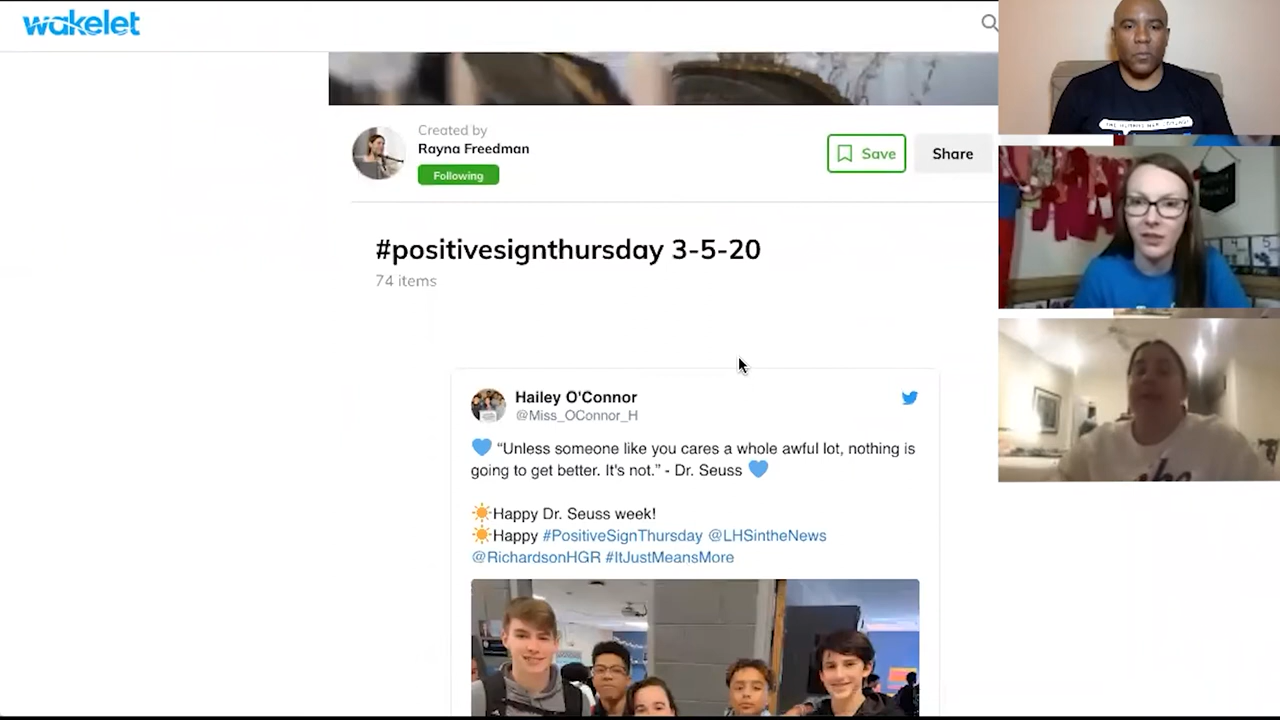 wakelet
Created by
Rayna Freedman
Following
Save
Share
#positivesignthursday 3-5-20
74 items
Hailey O'Connor
@Miss_OConnor_H
💙 “Unless someone like you cares a whole awful lot, nothing is
going to get better. It's not.” - Dr. Seuss 💙
☀️Happy Dr. Seuss week!
☀️Happy #PositiveSignThursday @LHSintheNews
@RichardsonHGR #ItJustMeansMore
4
5